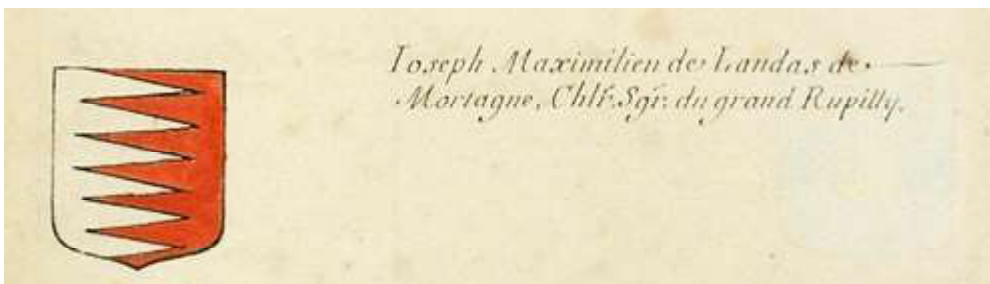 Ioseph Maximilien de Landas de
Mortagne, Chlr. Sgr. du grand Rupilly.